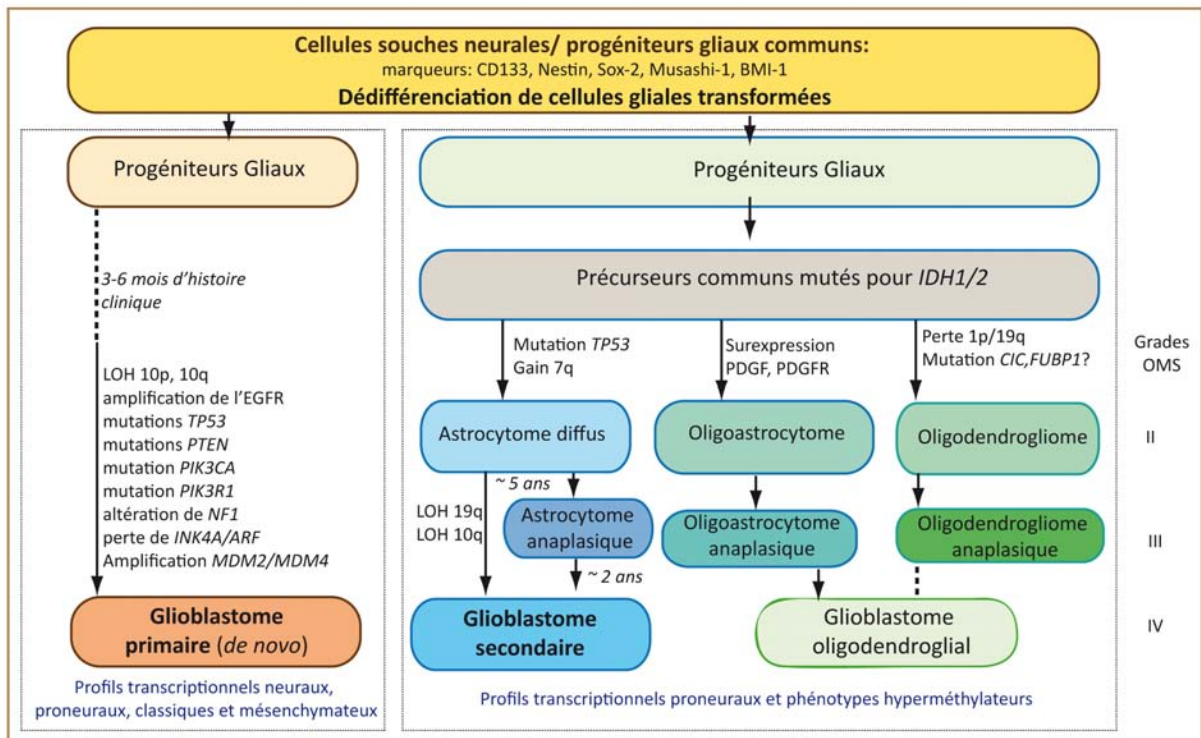 Cellules souches neurales/ progéniteurs gliaux communs:
marqueurs: CD133, Nestin, Sox-2, Musashi-1, BMI-1
Dédifférenciation de cellules gliales transformées
Progéniteurs Gliaux
3-6 mois d'histoire
clinique
LOH 10p, 10q
amplification de l'EGFR
mutations TP53
mutations PTEN
mutation PIK3CA
mutation PIK3R1
altération de NF1
perte de INK4A/ARF
Amplification MDM2/MDM4
Glioblastome
primaire (de novo)
Profils transcriptionnels neuraux,
proneuraux, classiques et mésenchymateux
Progéniteurs Gliaux
Précurseurs communs mutés pour IDH1/2
Mutation TP53
Gain 7q
Surexpression
PDGF, PDGFR
Perte 1p/19q
Mutation CIC,FUBP1?
Grades
OMS
Astrocytome diffus
Oligoastrocytome
Oligodendrogliome
II
~ 5 ans
LOH 19q
LOH 10q
Astrocytome
anaplasique
Oligoastrocytome
anaplasique
Oligodendrogliome
anaplasique
III
~ 2 ans
Glioblastome
secondaire
Glioblastome
oligodendroglial
IV
Profils transcriptionnels proneuraux et phénotypes hyperméthylateurs